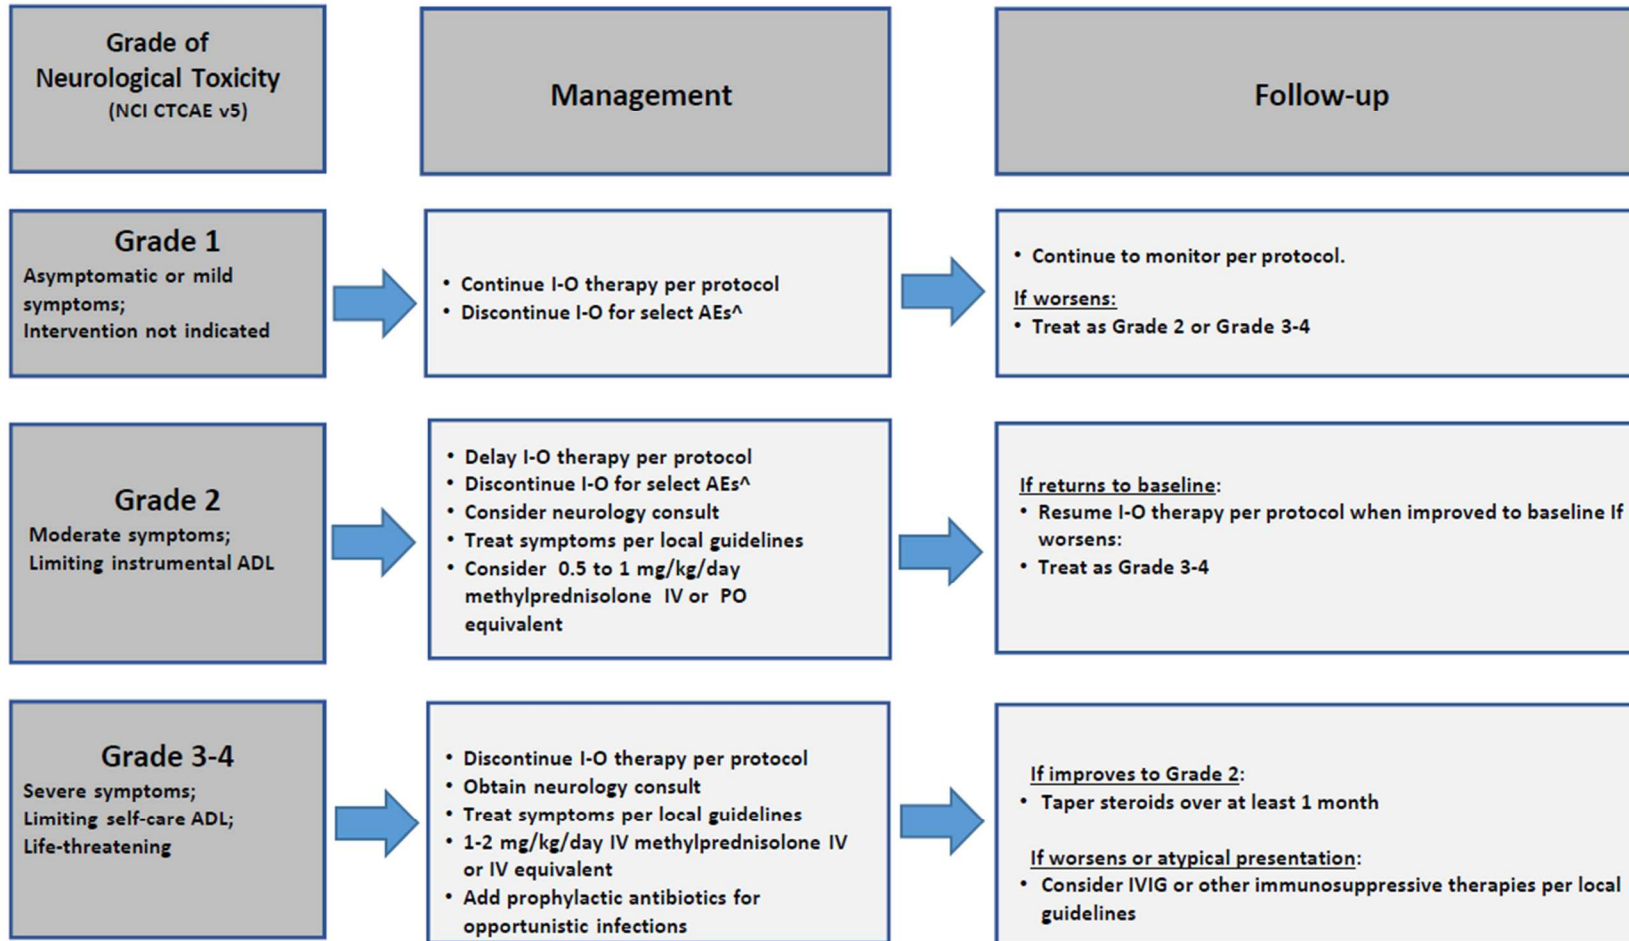 Grade of
Neurological Toxicity
(NCI CTCAE v5)
Management
Follow-up
Grade 1
Asymptomatic or mild
symptoms;
Intervention not indicated
• Continue I-O therapy per protocol
• Discontinue I-O for select AEs^
• Continue to monitor per protocol.
If worsens:
• Treat as Grade 2 or Grade 3-4
Grade 2
Moderate symptoms;
Limiting instrumental ADL
• Delay I-O therapy per protocol
• Discontinue I-O for select AEs^
• Consider neurology consult
• Treat symptoms per local guidelines
• Consider 0.5 to 1 mg/kg/day
methylprednisolone IV or PO
equivalent
If returns to baseline:
• Resume I-O therapy per protocol when improved to baseline If
worsens:
• Treat as Grade 3-4
Grade 3-4
Severe symptoms;
Limiting self-care ADL;
Life-threatening
• Discontinue I-O therapy per protocol
• Obtain neurology consult
• Treat symptoms per local guidelines
• 1-2 mg/kg/day IV methylprednisolone IV
or IV equivalent
• Add prophylactic antibiotics for
opportunistic infections
If improves to Grade 2:
• Taper steroids over at least 1 month
If worsens or atypical presentation:
• Consider IVIG or other immunosuppressive therapies per local
guidelines